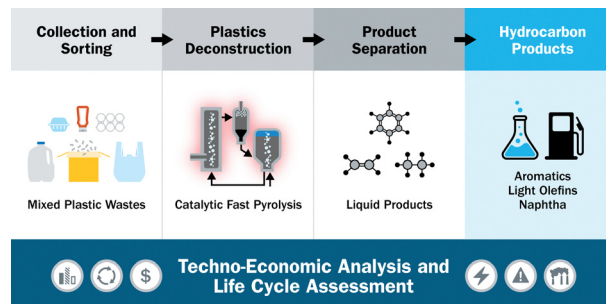 Collection and
Sorting
Plastics
Deconstruction
Product
Separation
Hydrocarbon
Products
Mixed Plastic Wastes
Catalytic Fast Pyrolysis
Liquid Products
Aromatics
Light Olefins
Naphtha
$
Techno-Economic Analysis and
Life Cycle Assessment